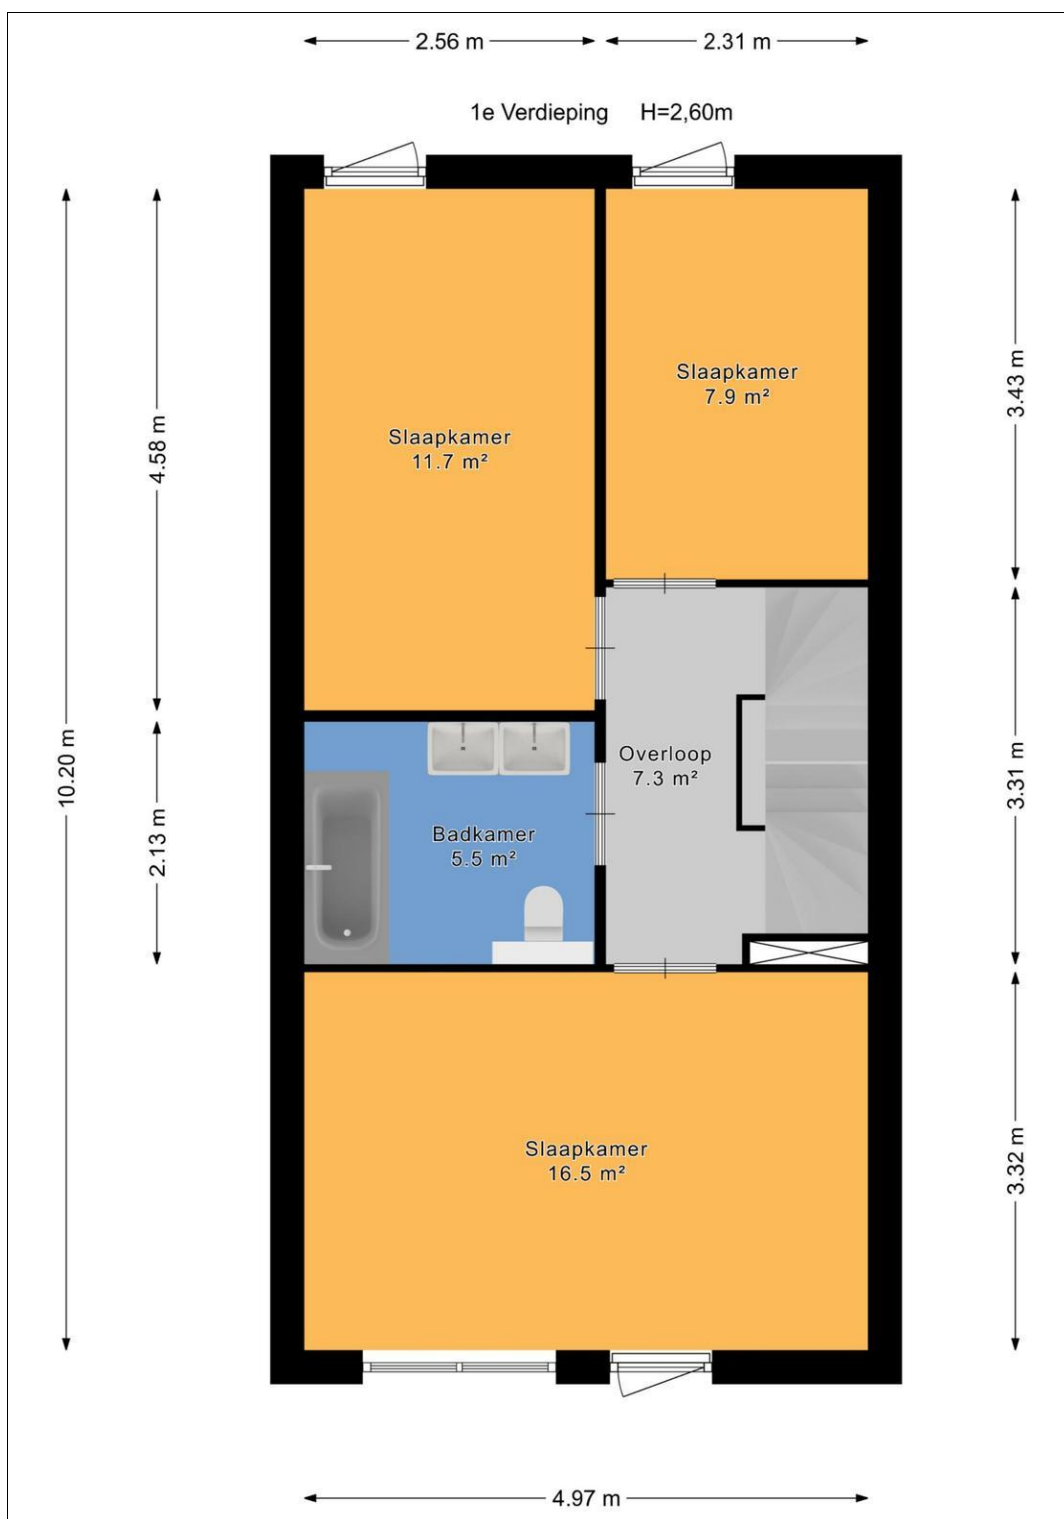 2.56 m
2.31 m
1e Verdieping H=2,60m
10.20 m
4.58 m
3.43 m
Slaapkamer
7.9 m²
Slaapkamer
11.7 m²
2.13 m
3.31 m
Overloop
7.3 m²
Badkamer
5.5 m²
3.32 m
Slaapkamer
16.5 m²
4.97 m